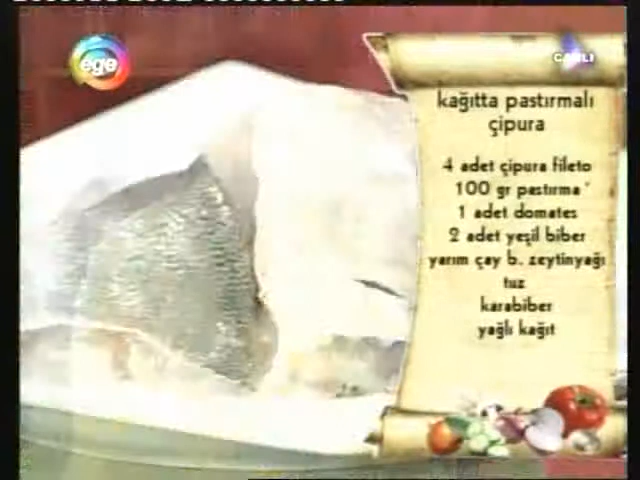 ege
CANLI
kağıtta pastırmalı
çipura
4 adet çipura fileto
100 gr pastırma
1 adet domates
2 adet yeşil biber
yarım çay b. zeytinyağı
tuz
karabiber
yağlı kağıt